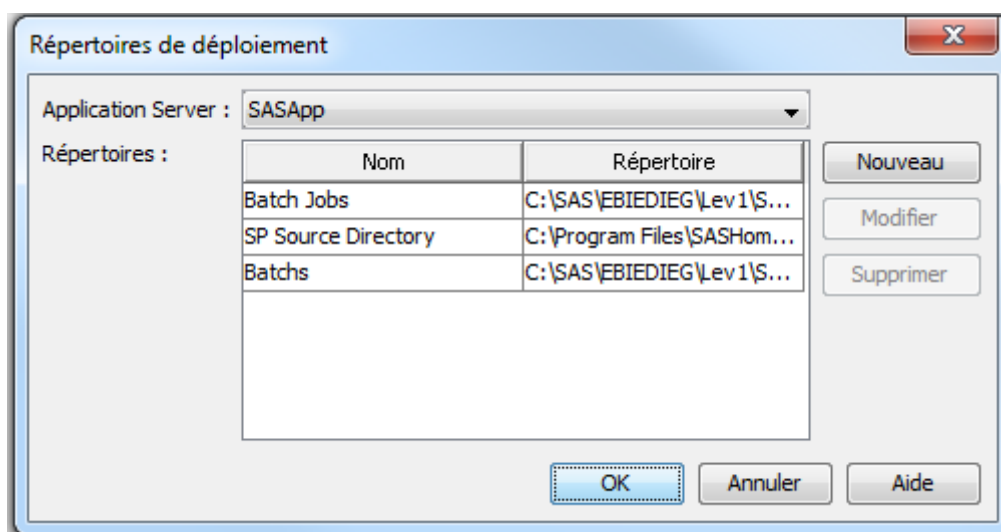 Répertoires de déploiement
Application Server : SASApp
Répertoires :
Nom Répertoire
Batch Jobs C:\SAS\EBIEDIEG\Lev1\S...
SP Source Directory C:\Program Files\SASHom...
Batchs C:\SAS\EBIEDIEG\Lev1\S...
Nouveau
Modifier
Supprimer
OK Annuler Aide